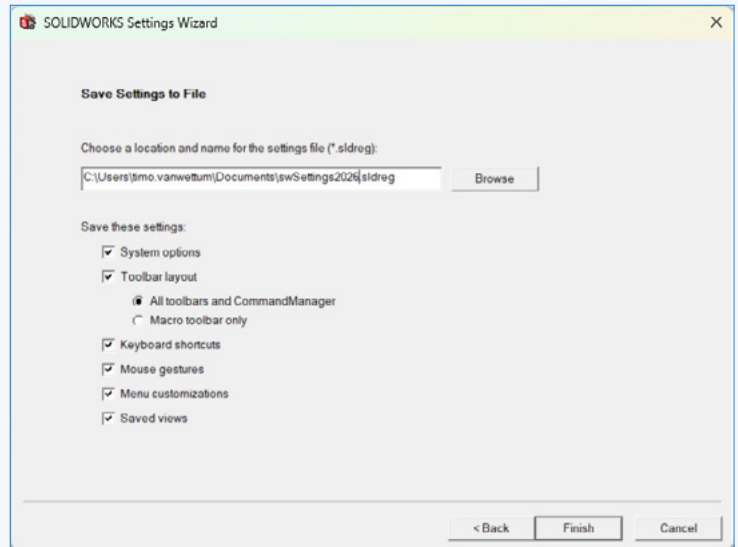 SOLIDWORKS Settings Wizard
Save Settings to File
Choose a location and name for the settings file (*.sldreg):
C:\Users\timo.vanwettum\Documents\swSettings2026.sldreg
Browse
Save these settings:
System options
Toolbar layout
All toolbars and CommandManager
Macro toolbar only
Keyboard shortcuts
Mouse gestures
Menu customizations
Saved views
< Back Finish Cancel